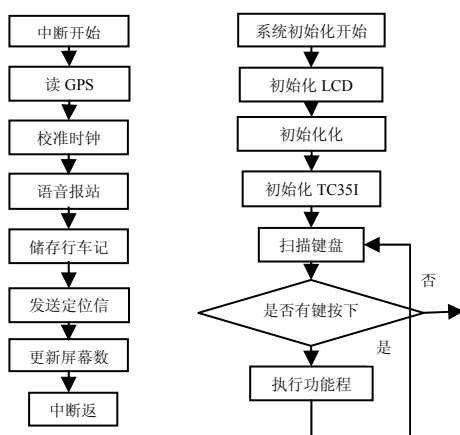 中断开始
读 GPS
校准时钟
语音报站
储存行车记
发送定位信
更新屏幕数
中断返
系统初始化开始
初始化 LCD
初始化化
初始化 TC35I
扫描键盘
否
是否有键按下
是
执行功能程